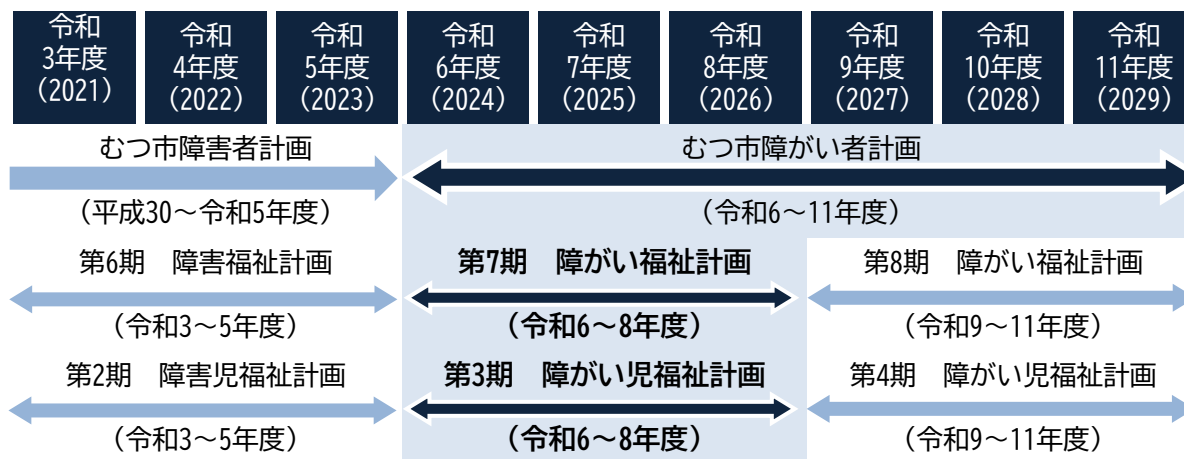 令和
3年度
(2021)
令和
4年度
(2022)
令和
5年度
(2023)
令和
6年度
(2024)
令和
7年度
(2025)
令和
8年度
(2026)
令和
9年度
(2027)
令和
10年度
(2028)
令和
11年度
(2029)
むつ市障害者計画
(平成30～令和5年度)
むつ市障がい者計画
(令和6～11年度)
第6期　障害福祉計画
(令和3～5年度)
第7期　障がい福祉計画
(令和6～8年度)
第8期　障がい福祉計画
(令和9～11年度)
第2期　障害児福祉計画
(令和3～5年度)
第3期　障がい児福祉計画
(令和6～8年度)
第4期　障がい児福祉計画
(令和9～11年度)